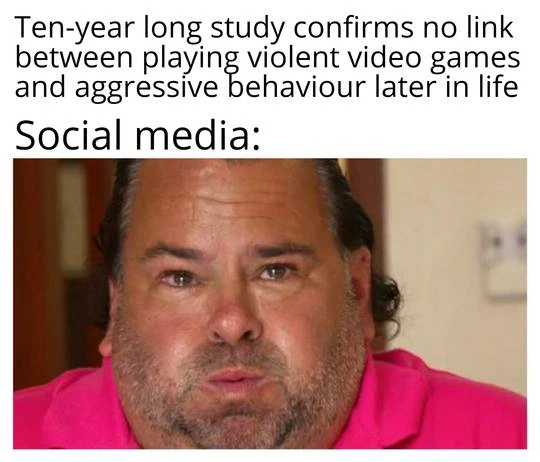 Ten-year long study confirms no link
between playing violent video games
and aggressive behaviour later in life
Social media: